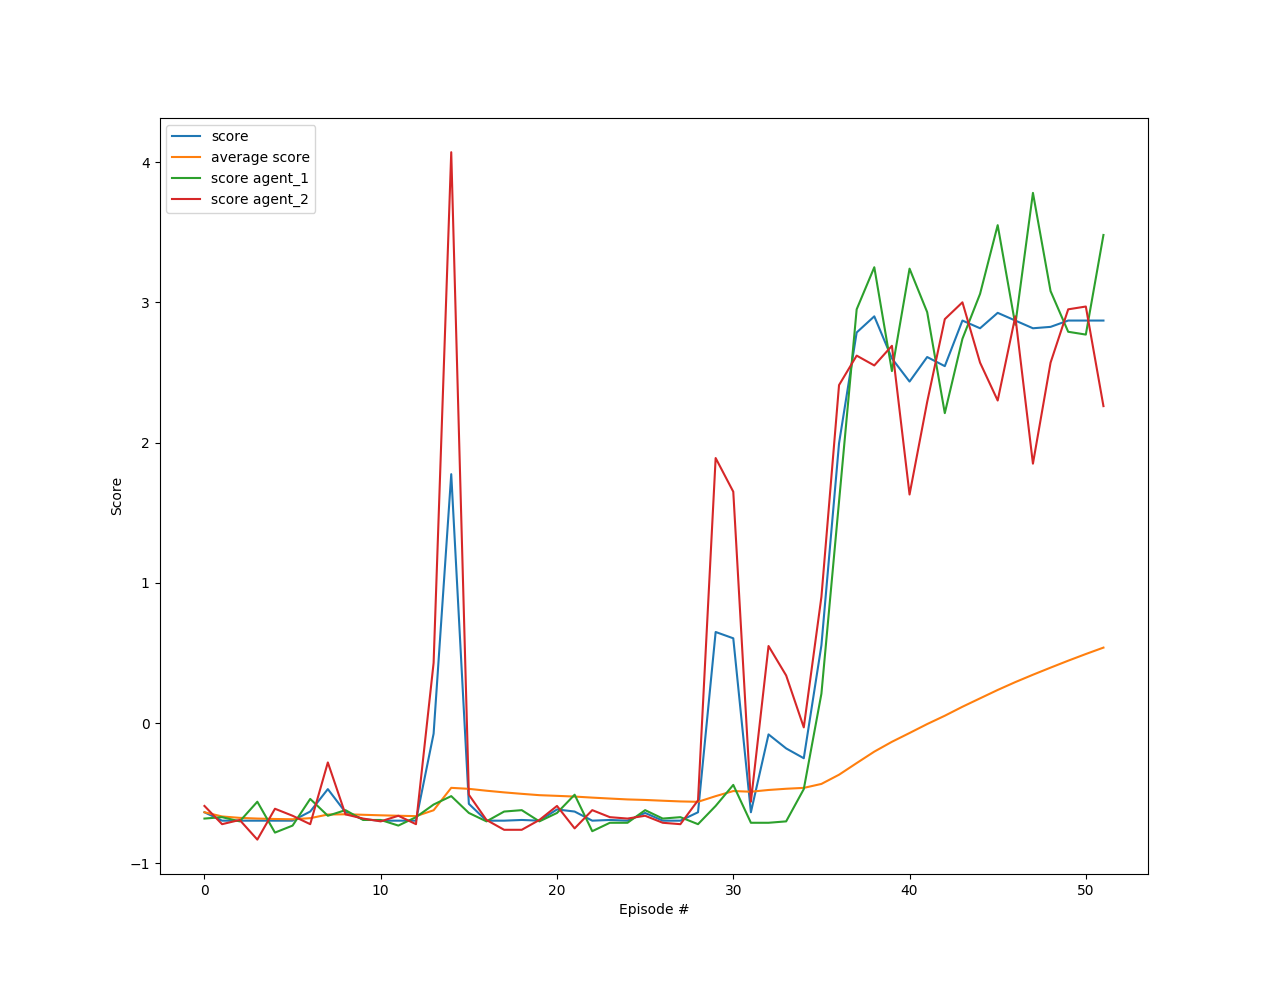 score
average score
score agent_1
score agent_2
4
3
2
1
0
−1
Score
0 10 20 30 40 50
Episode #